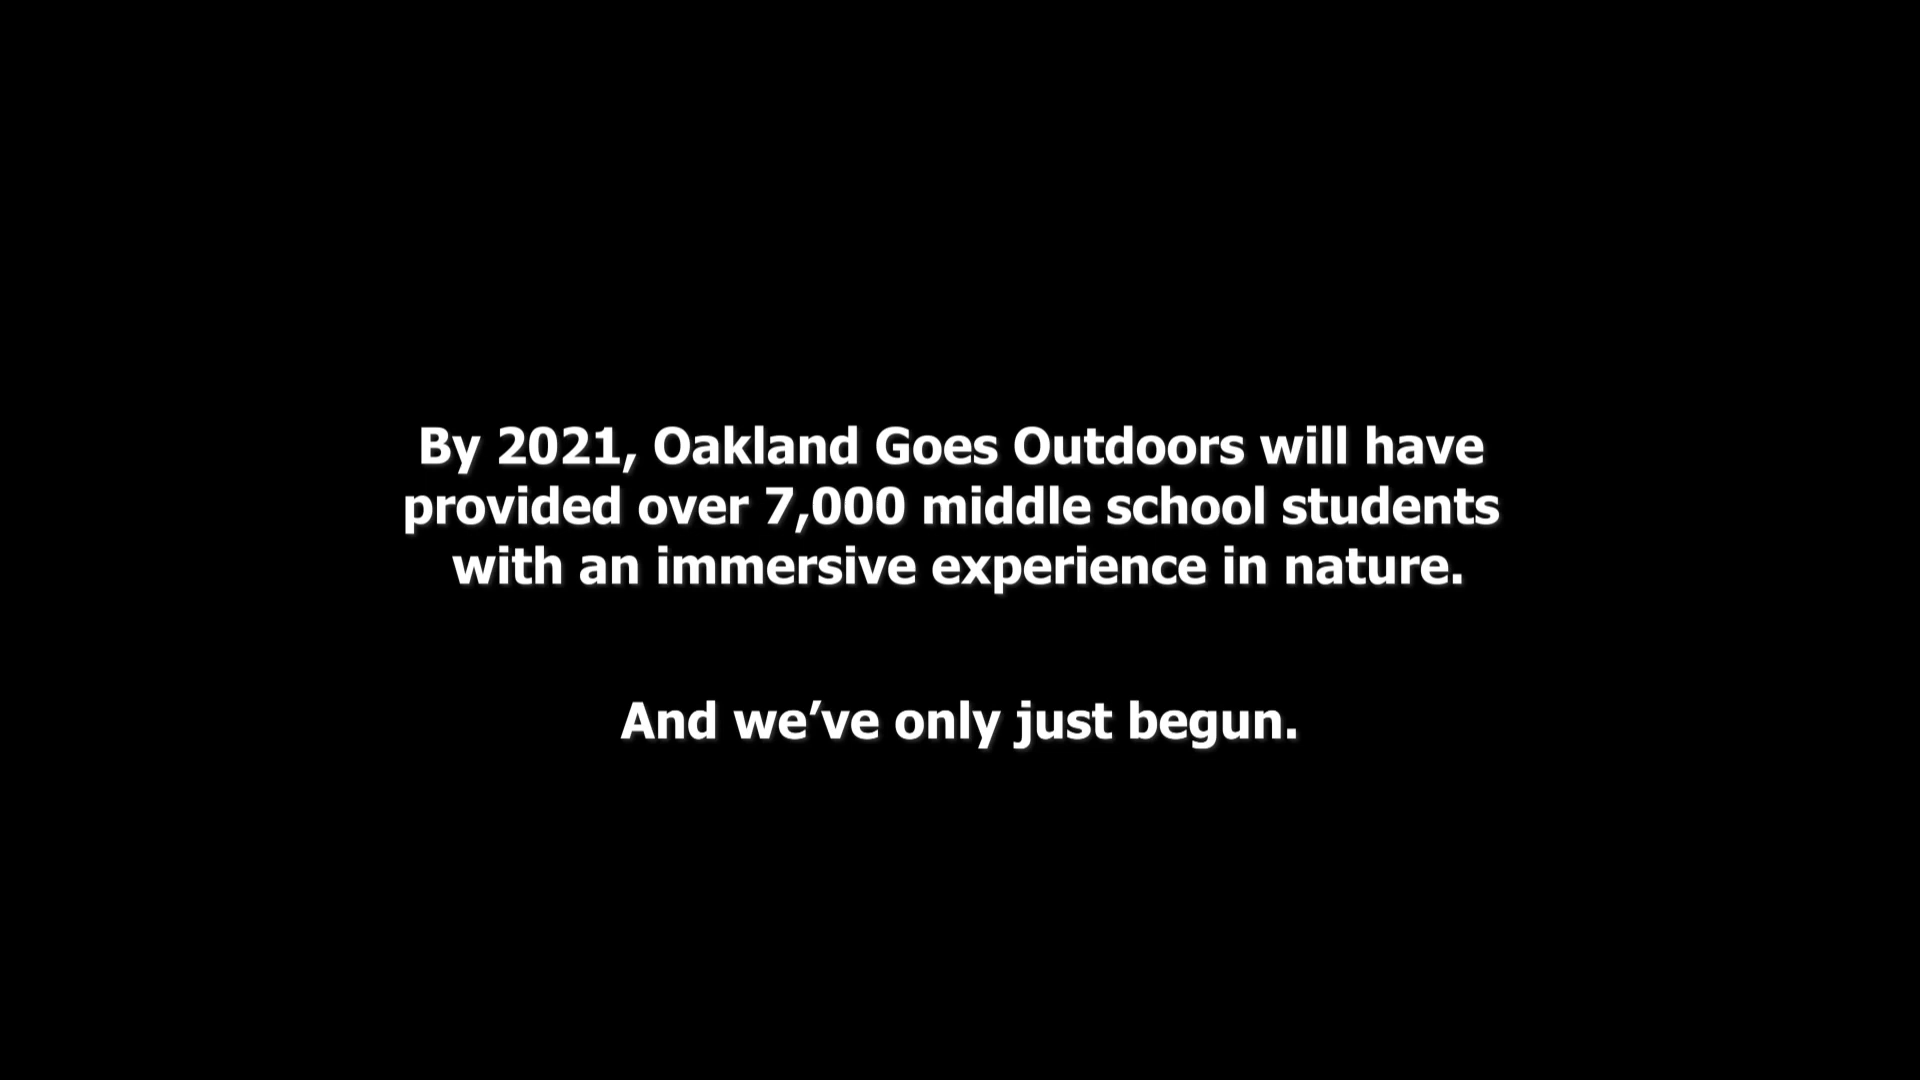 By 2021, Oakland Goes Outdoors will have
provided over 7,000 middle school students
with an immersive experience in nature.
And we’ve only just begun.